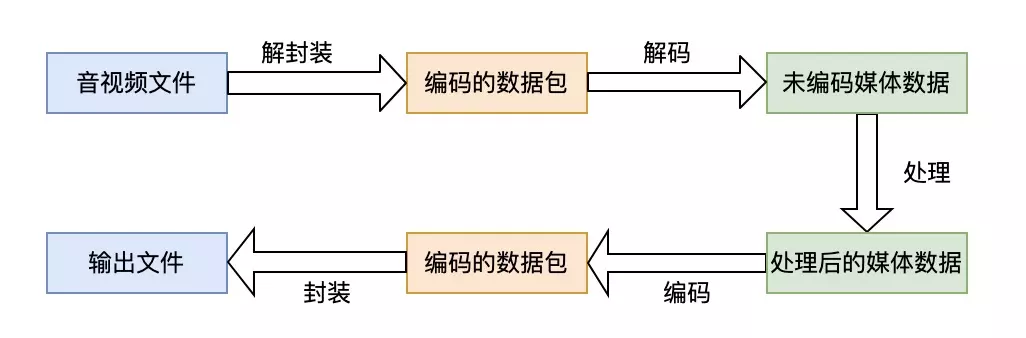 解封装
解码
音视频文件
编码的数据包
未编码媒体数据
处理
输出文件
编码的数据包
处理后的媒体数据
封装
编码